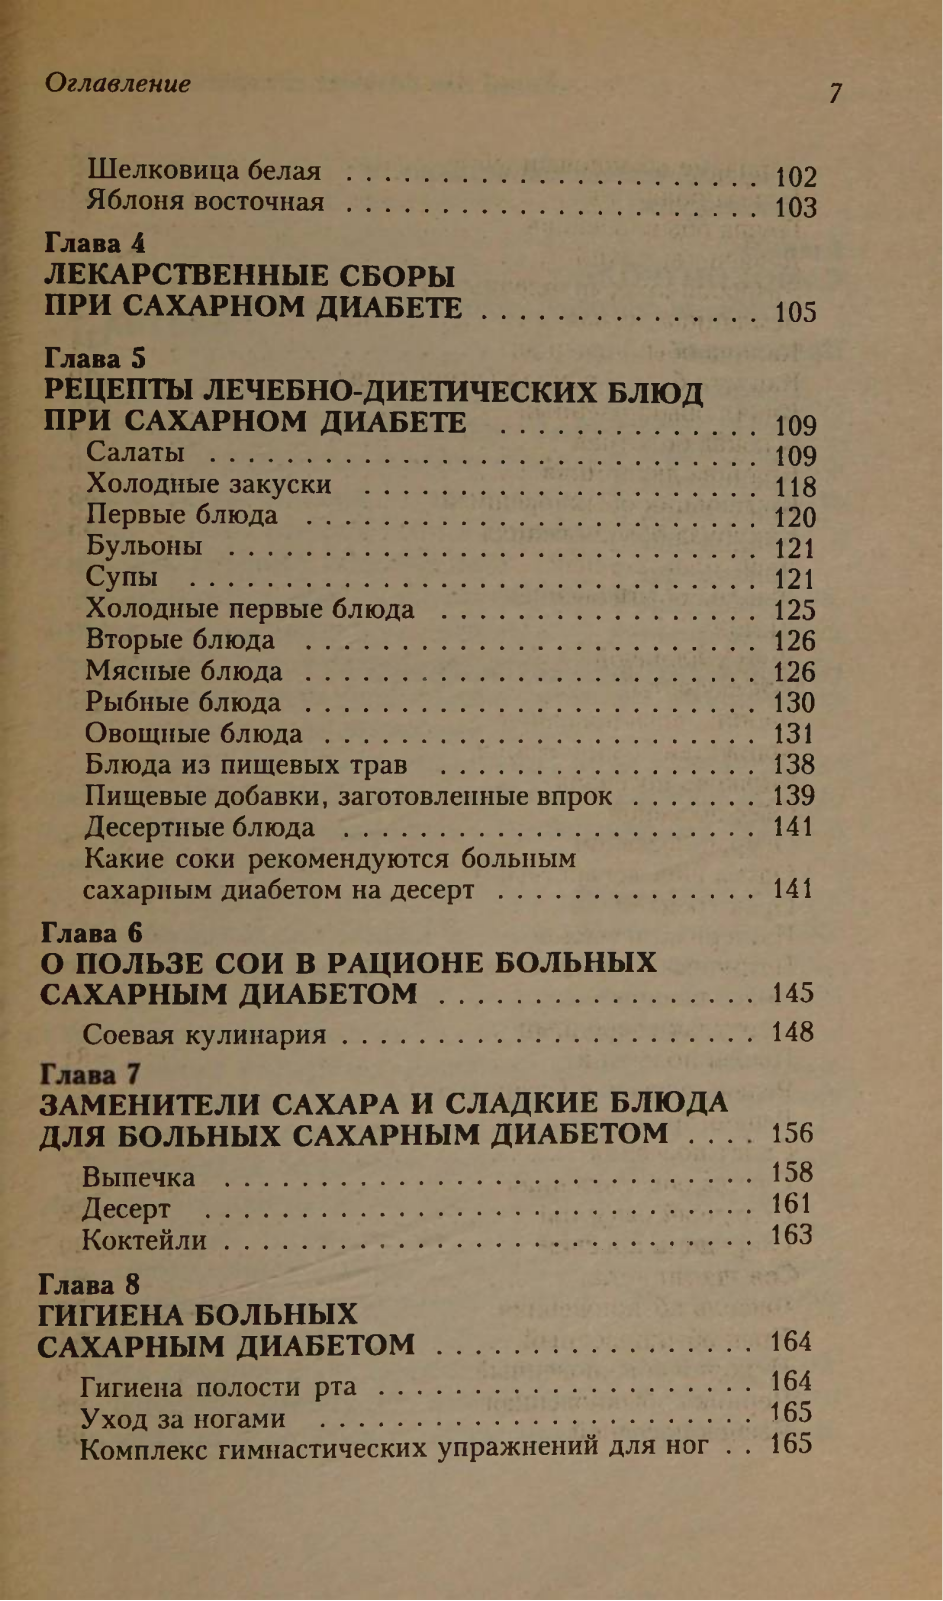 Оглавление 7
Шелковица белая . . . . . . . . . . . . . . . . . . . . . . 102
Яблоня восточная . . . . . . . . . . . . . . . . . . . . . . 103
Глава 4
ЛЕКАРСТВЕННЫЕ СБОРЫ
ПРИ САХАРНОМ ДИАБЕТЕ . . . . . . . . . . . . . . . 105
Глава 5
РЕЦЕПТЫ ЛЕЧЕБНО-ДИЕТИЧЕСКИХ БЛЮД
ПРИ САХАРНОМ ДИАБЕТЕ . . . . . . . . . . . . . . 109
Салаты . . . . . . . . . . . . . . . . . . . . . . . . . . . . . 109
Холодные закуски . . . . . . . . . . . . . . . . . . . . . 118
Первые блюда . . . . . . . . . . . . . . . . . . . . . . . . 120
Бульоны . . . . . . . . . . . . . . . . . . . . . . . . . . . . 121
Супы . . . . . . . . . . . . . . . . . . . . . . . . . . . . . . 121
Холодные первые блюда . . . . . . . . . . . . . . . . . 125
Вторые блюда . . . . . . . . . . . . . . . . . . . . . . . . 126
Мясные блюда . . . . . . . . . . . . . . . . . . . . . . . . 126
Рыбные блюда . . . . . . . . . . . . . . . . . . . . . . . . 130
Овощные блюда . . . . . . . . . . . . . . . . . . . . . . . 131
Блюда из пищевых трав . . . . . . . . . . . . . . . . . 138
Пищевые добавки, заготовленные впрок . . . . . . . 139
Десертные блюда . . . . . . . . . . . . . . . . . . . . . . 141
Какие соки рекомендуются больным
сахарным диабетом на десерт . . . . . . . . . . . . . . 141
Глава 6
О ПОЛЬЗЕ СОИ В РАЦИОНЕ БОЛЬНЫХ
САХАРНЫМ ДИАБЕТОМ . . . . . . . . . . . . . . . . . 145
Соевая кулинария . . . . . . . . . . . . . . . . . . . . . . 148
Глава 7
ЗАМЕНИТЕЛИ САХАРА И СЛАДКИЕ БЛЮДА
ДЛЯ БОЛЬНЫХ САХАРНЫМ ДИАБЕТОМ . . . . 156
Выпечка . . . . . . . . . . . . . . . . . . . . . . . . . . . . 158
Десерт . . . . . . . . . . . . . . . . . . . . . . . . . . . . . 161
Коктейли . . . . . . . . . . . . . . . . . . . . . . . . . . . . 163
Глава 8
ГИГИЕНА БОЛЬНЫХ
САХАРНЫМ ДИАБЕТОМ . . . . . . . . . . . . . . . . . 164
Гигиена полости рта . . . . . . . . . . . . . . . . . . . . 164
Уход за ногами . . . . . . . . . . . . . . . . . . . . . . . 165
Комплекс гимнастических упражнений для ног . . 165